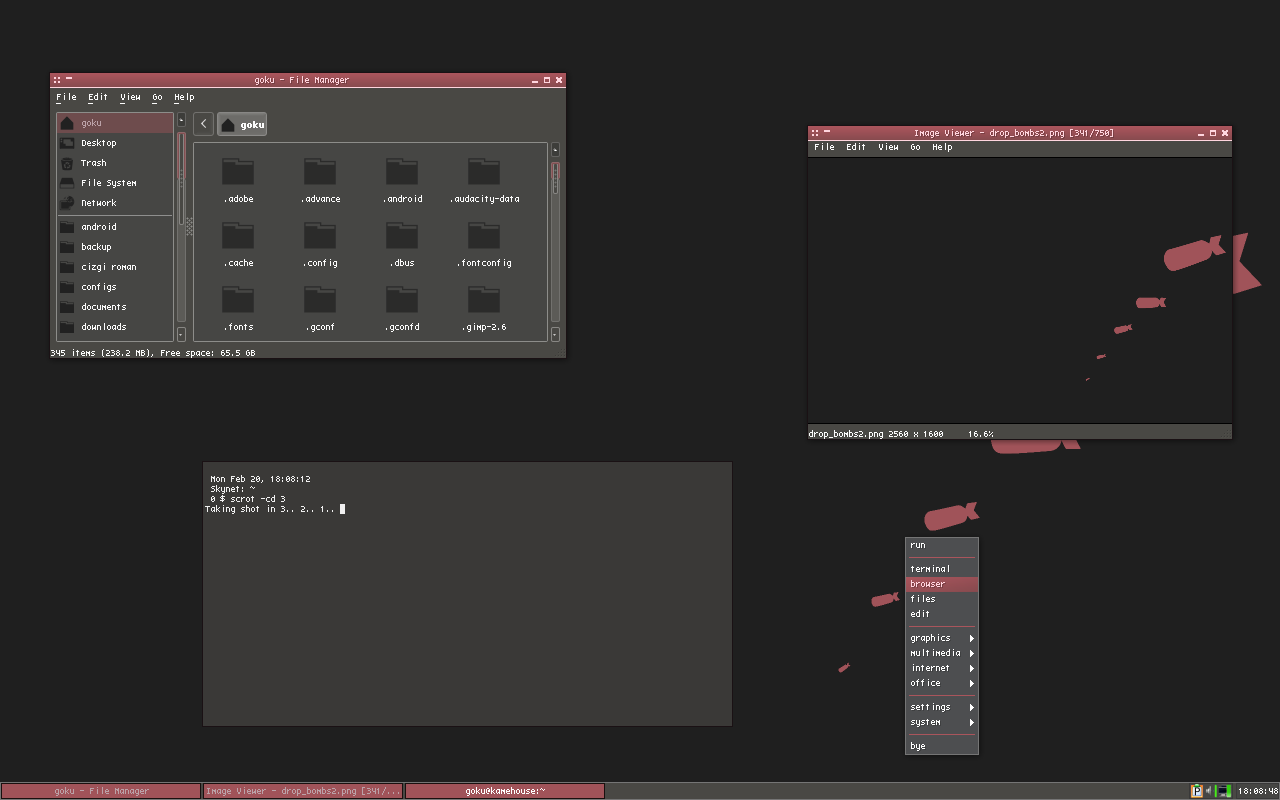 goku - File Manager
File Edit View Go Help
goku
Desktop
Trash
File System
Network
android
backup
cizgi roman
configs
documents
downloads
goku
.adobe .advance .android .audacity-data
.cache .config .dbus .fontconfig
.fonts .gconf .gconfd .gimp-2.6
345 items (238.2 MB), Free space: 65.5 GB
Image Viewer - drop_bombs2.png [341/750]
File Edit View Go Help
drop_bombs2.png 2560 x 1600 16.6%
Mon Feb 20, 18:08:12
Skynet: ~
0 $ scrot -cd 3
Taking shot in 3.. 2.. 1..
run
terminal
browser
files
edit
graphics
multimedia
internet
office
settings
system
bye
goku - File Manager
Image Viewer - drop_bombs2.png [341/...
goku@kamehouse:~
P
18:08:48